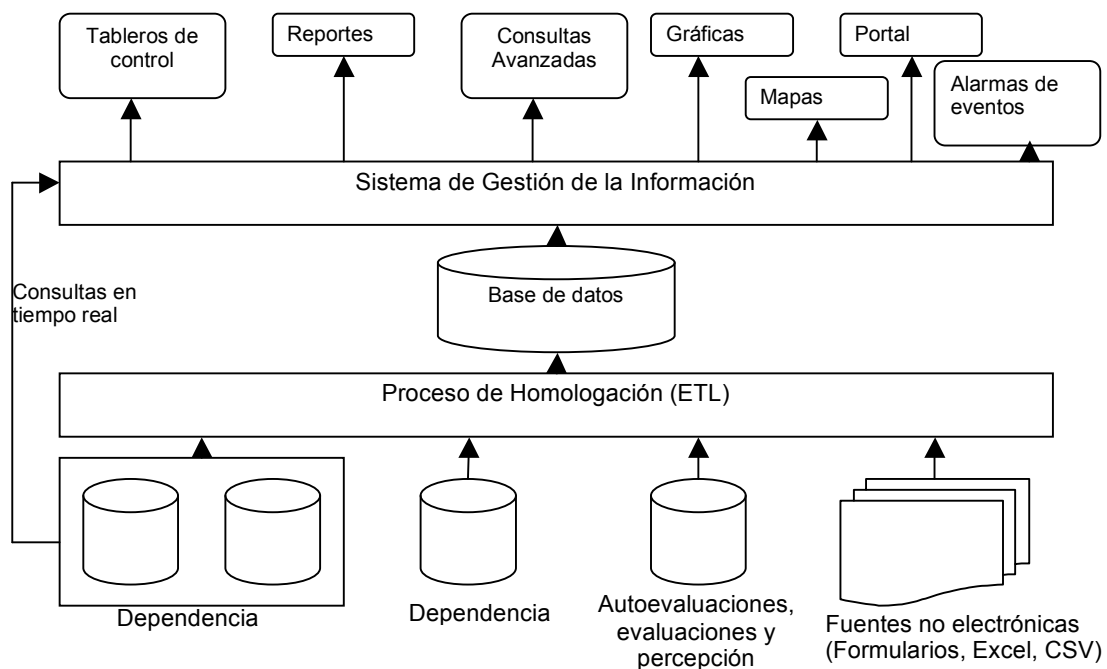 Tableros de
control
Reportes
Consultas
Avanzadas
Gráficas
Portal
Mapas
Alarmas de
eventos
Sistema de Gestión de la Información
Consultas en
tiempo real
Base de datos
Proceso de Homologación (ETL)
Dependencia
Dependencia
Autoevaluaciones,
evaluaciones y
percepción
Fuentes no electrónicas
(Formularios, Excel, CSV)